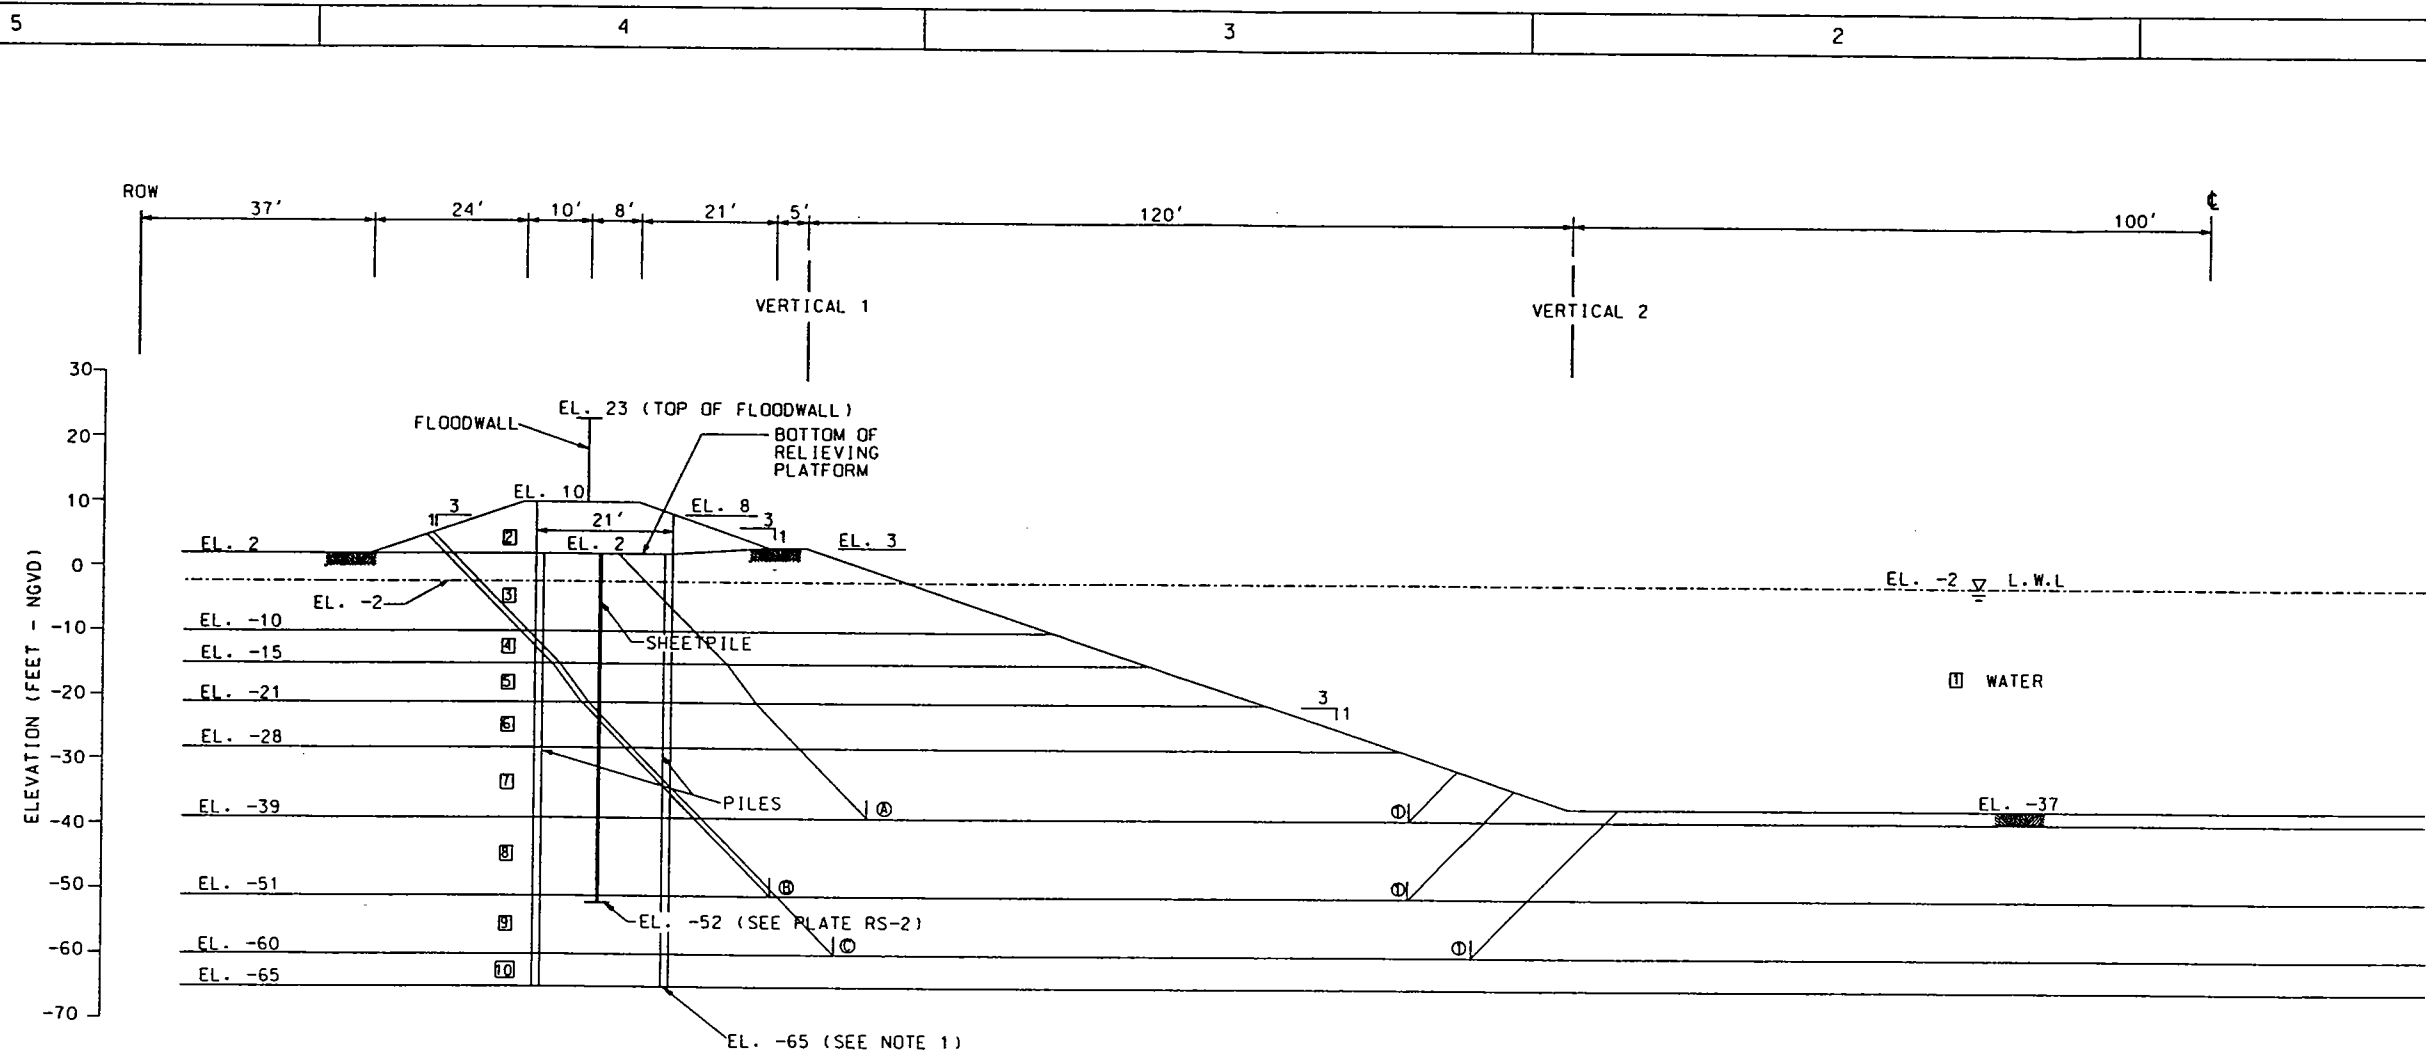 5 4 3 2
ROW
37' 24' 10' 8' 21' 5' 120' 100'
℄
VERTICAL 1
VERTICAL 2
ELEVATION (FEET - NGVD)
30
20
10
0
-10
-20
-30
-40
-50
-60
-70
EL. 23 (TOP OF FLOODWALL)
FLOODWALL
BOTTOM OF
RELIEVING
PLATFORM
EL. 10
EL. 8
3
1
21'
3
1
2
EL. 2
EL. 2
EL. 3
EL. -2
EL. -2
L.W.L
3
EL. -10
SHEETPILE
4
EL. -15
5
EL. -21
1 WATER
3
1
6
EL. -28
7
PILES
EL. -39
A
1
EL. -37
8
EL. -51
B
1
9
EL. -52 (SEE PLATE RS-2)
EL. -60
C
1
10
EL. -65
EL. -65 (SEE NOTE 1)